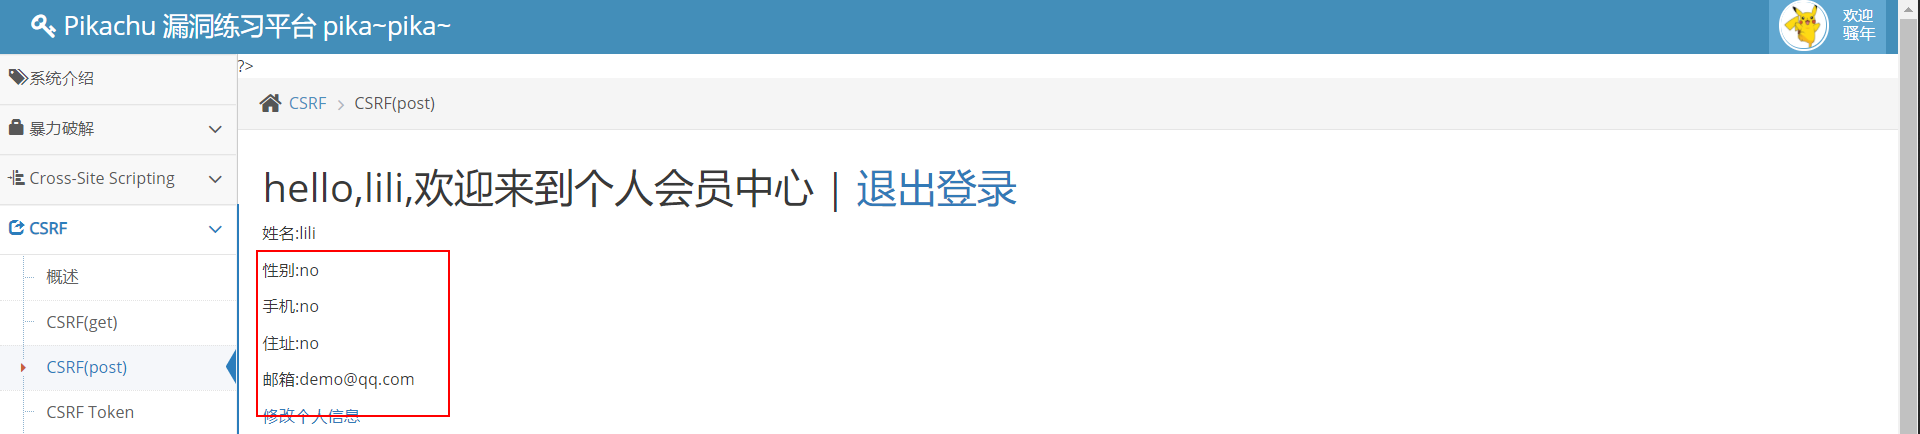 Pikachu 漏洞练习平台 pika~pika~
欢迎
骚年
系统介绍
暴力破解
Cross-Site Scripting
CSRF
概述
CSRF(get)
CSRF(post)
CSRF Token
?>
CSRF > CSRF(post)
hello,lili,欢迎来到个人会员中心 | 退出登录
姓名:lili
性别:no
手机:no
住址:no
邮箱:demo@qq.com
修改个人信息